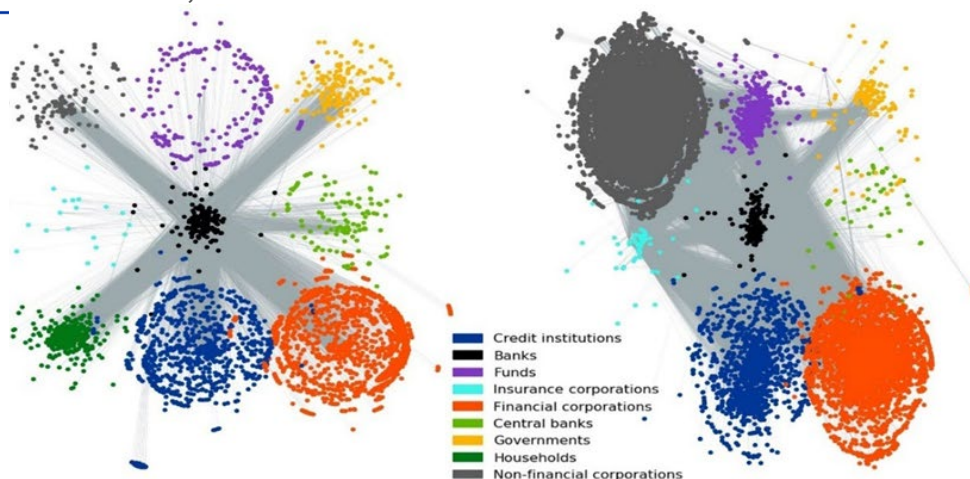 Credit institutions
Banks
Funds
Insurance corporations
Financial corporations
Central banks
Governments
Households
Non-financial corporations